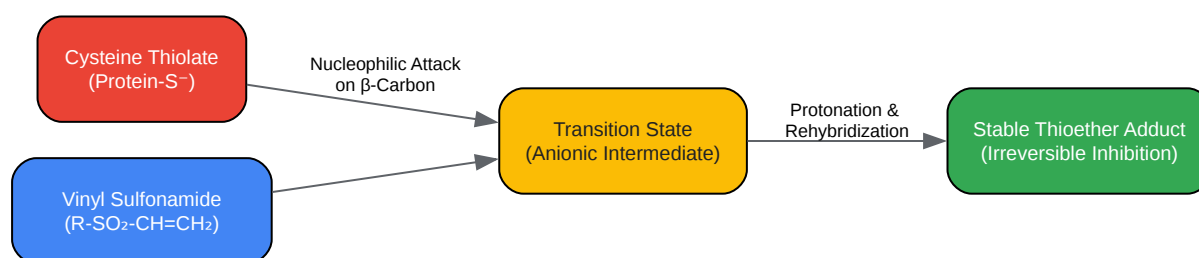 Cysteine Thiolate
(Protein-S⁻)
Nucleophilic Attack
on β-Carbon
Vinyl Sulfonamide
(R-SO₂-CH=CH₂)
Transition State
(Anionic Intermediate)
Protonation &
Rehybridization
Stable Thioether Adduct
(Irreversible Inhibition)